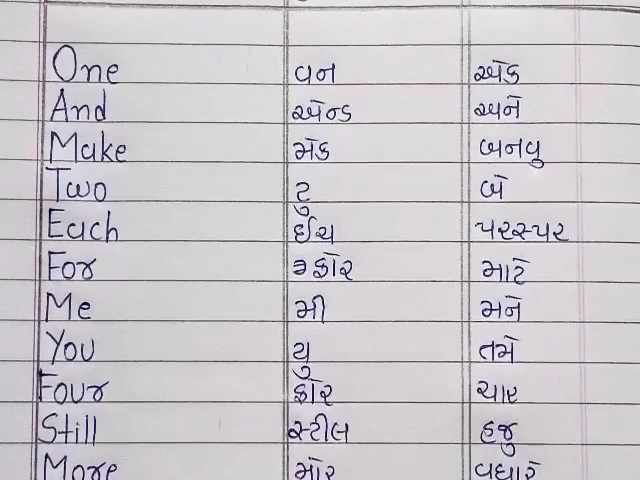 One વન એક
And એન્ડ અને
Make મેક બનવુ
Two ટુ બે
Each ઈચ પરસ્પર
For ફોર માટે
Me મી મને
You યુ તમે
Four ફોર ચાર
Still સ્ટીલ હજુ
More મોર વધારે